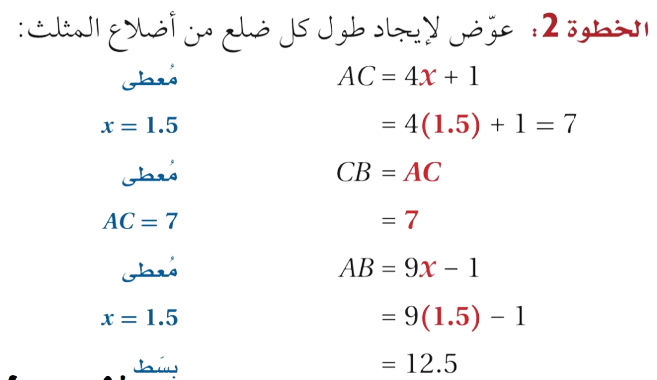 الخطوة 2: عوّض لإيجاد طول كل ضلع من أضلاع المثلث:
AC = 4x + 1 مُعطى
= 4(1.5) + 1 = 7 x = 1.5
CB = AC مُعطى
= 7 AC = 7
AB = 9x − 1 مُعطى
= 9(1.5) − 1 x = 1.5
= 12.5 بسَط